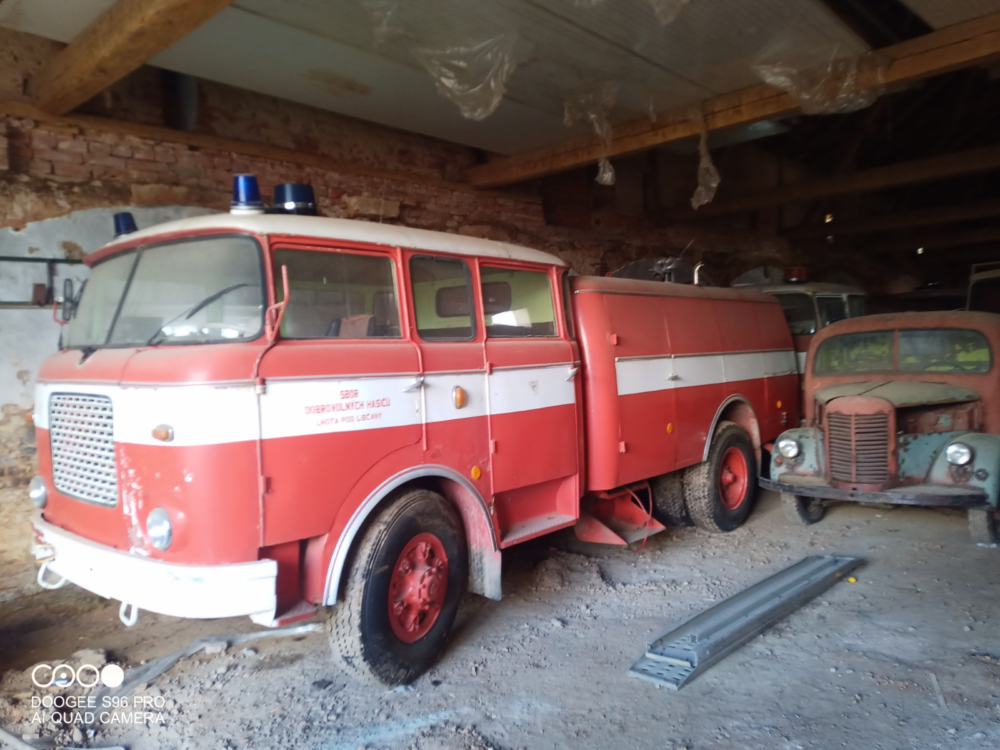 SBOR
DOBROVOLNÝCH HASIČŮ
LHOTA POD LIBČANY
DOOGEE S96 PRO
AI QUAD CAMERA